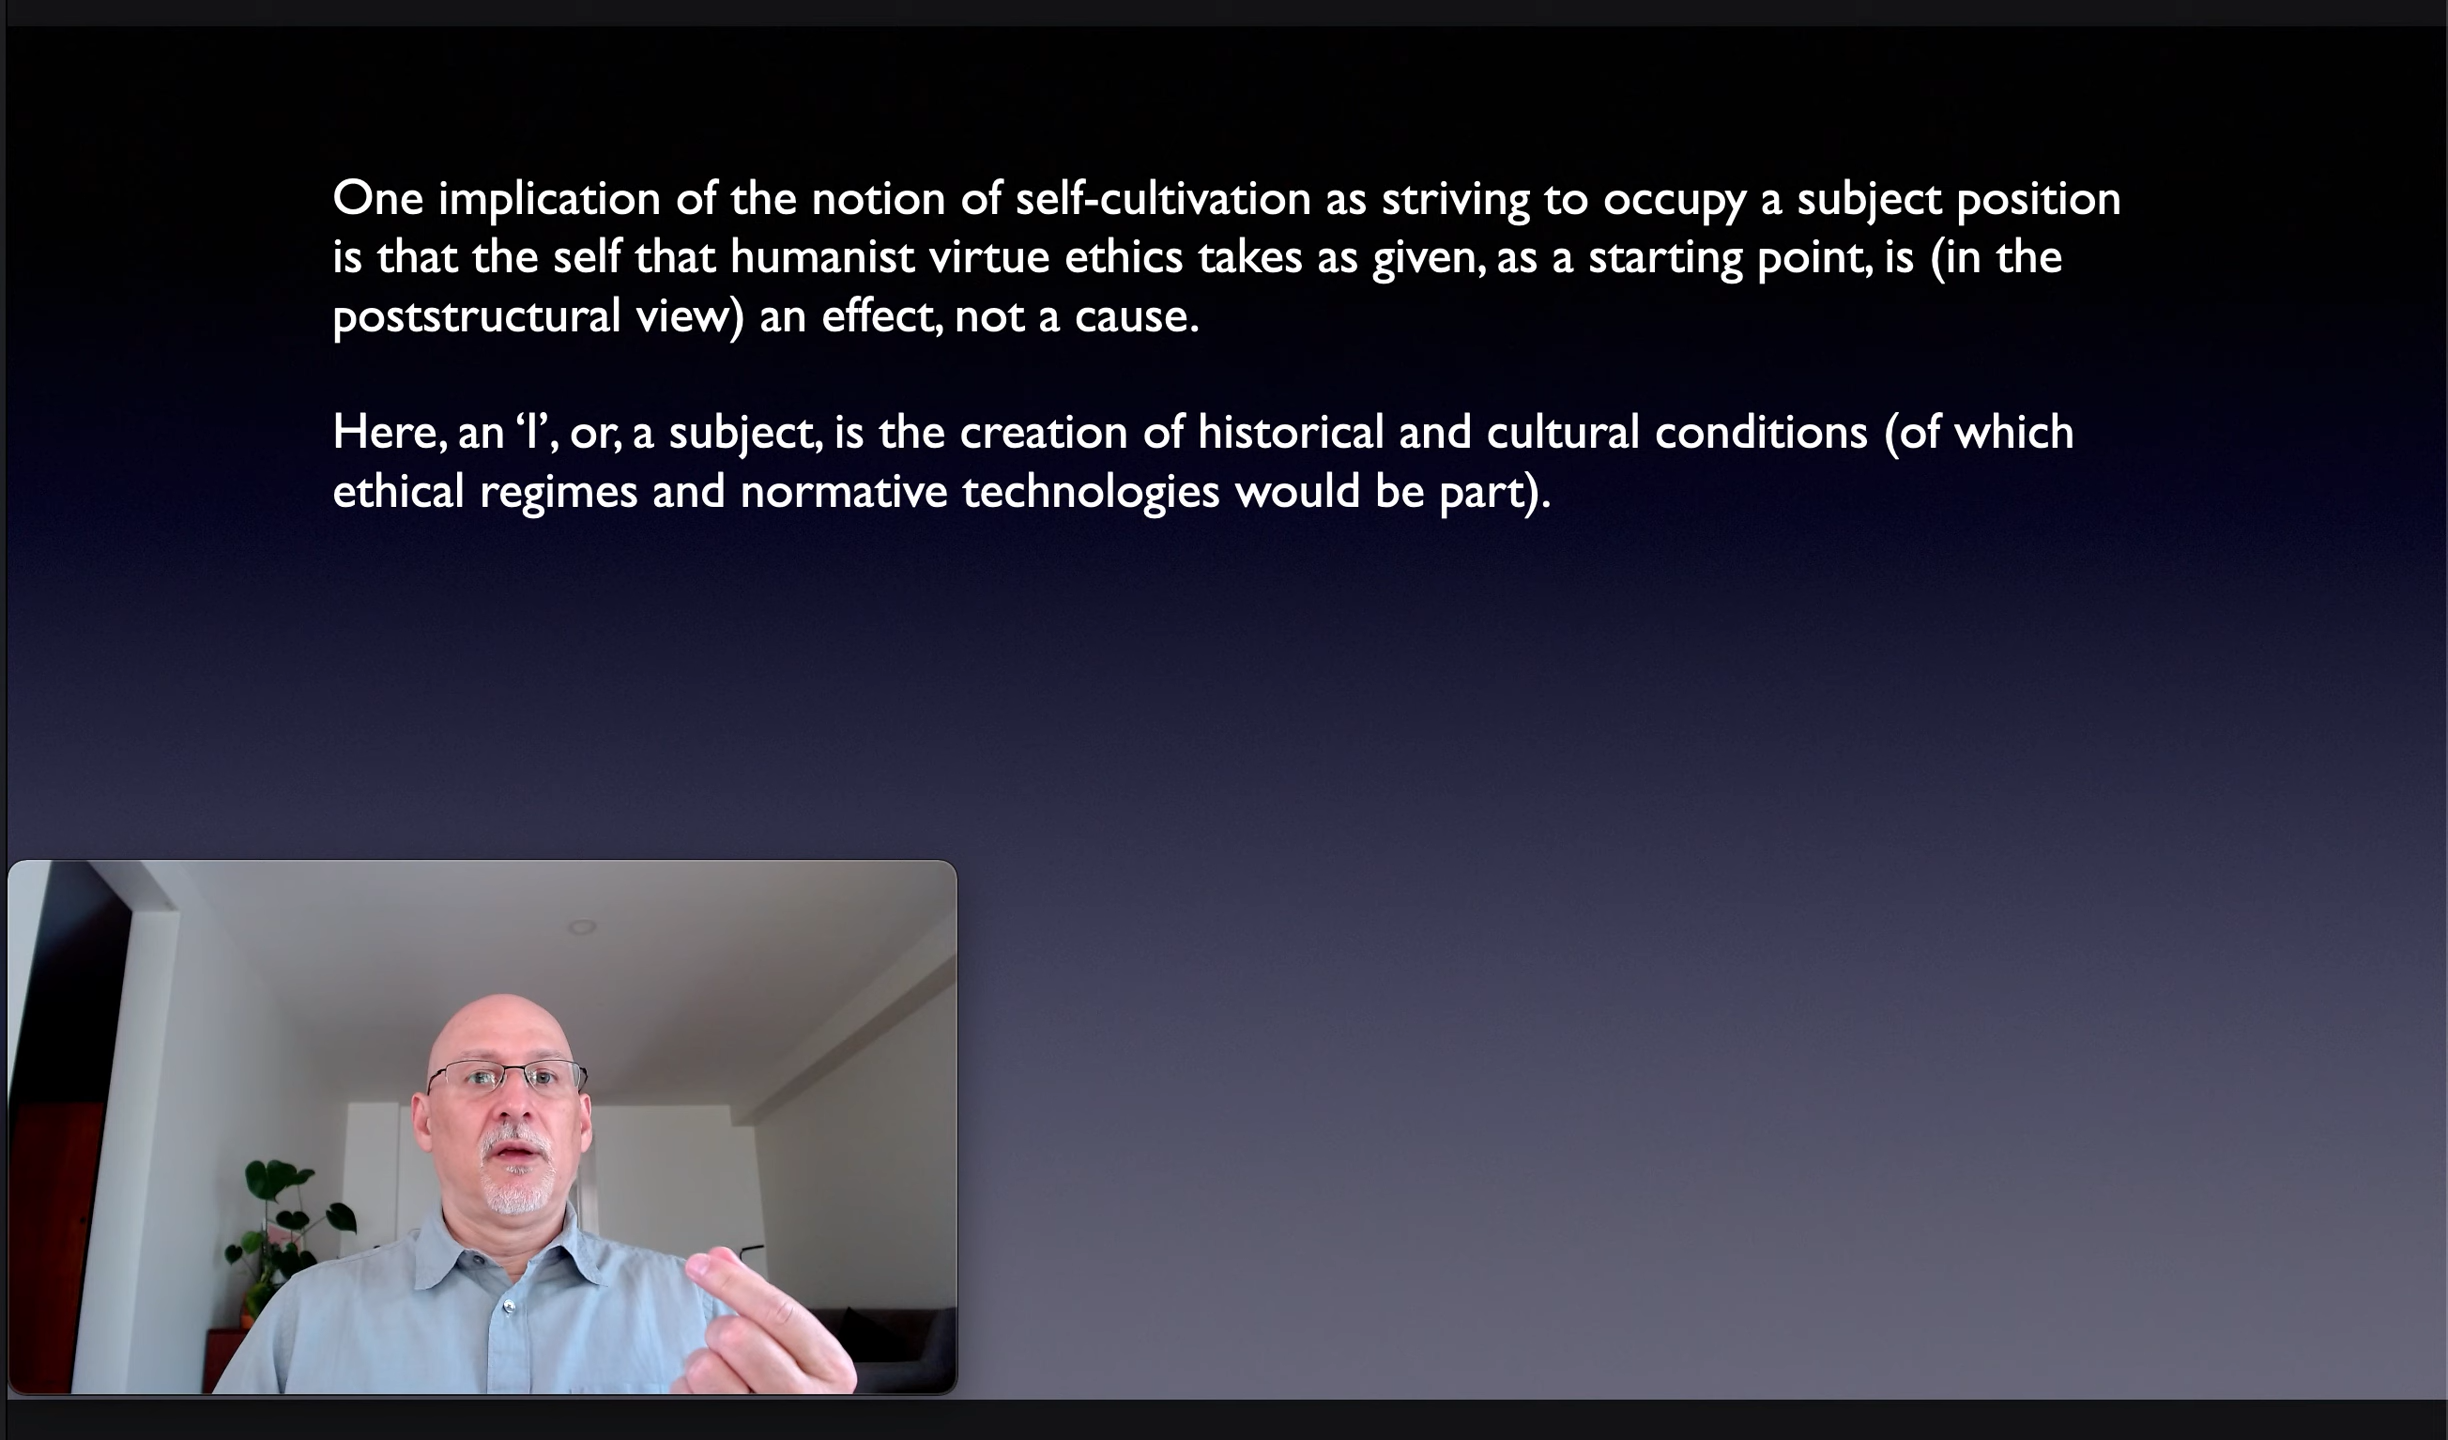 One implication of the notion of self-cultivation as striving to occupy a subject position
is that the self that humanist virtue ethics takes as given, as a starting point, is (in the
poststructural view) an effect, not a cause.
Here, an ‘I’, or, a subject, is the creation of historical and cultural conditions (of which
ethical regimes and normative technologies would be part).